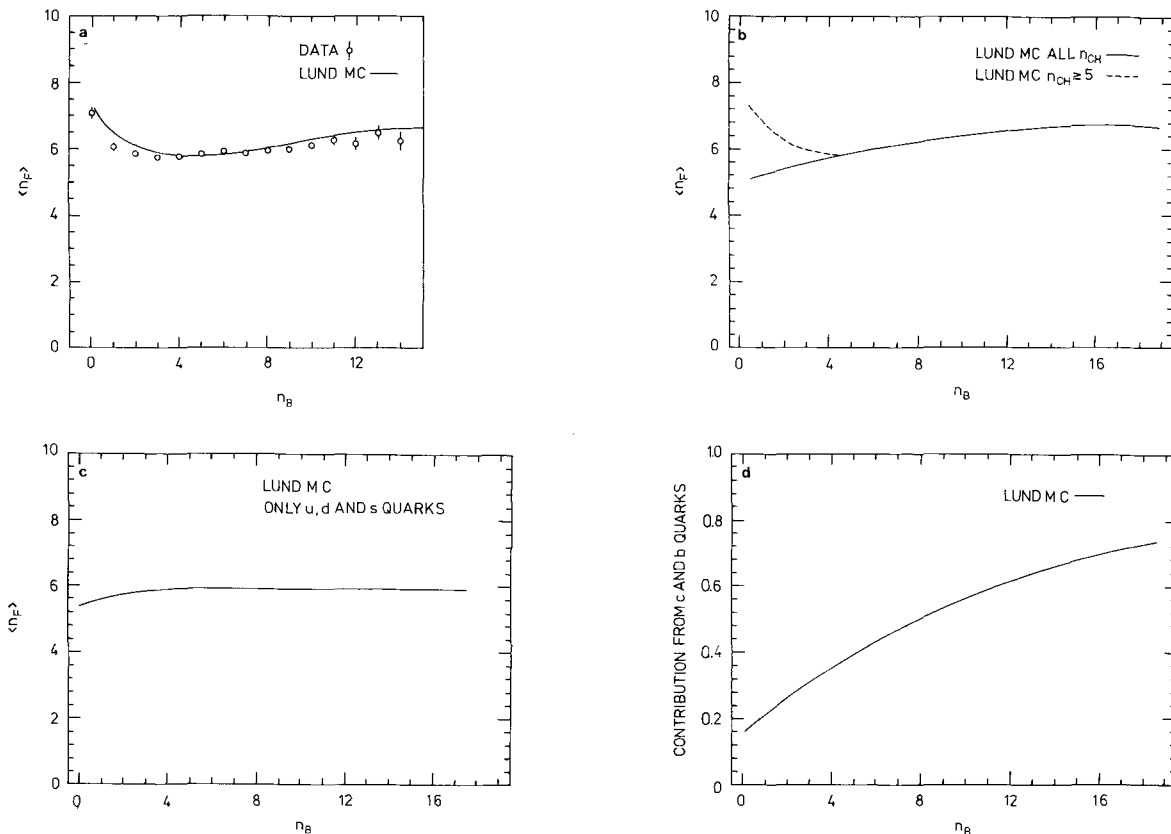 a
DATA ϕ
LUND MC —
10
8
6
4
2
0
⟨n_F⟩
0 4 8 12
n_B
b
LUND MC ALL n_CH —
LUND MC n_CH ≥ 5 ----
10
8
6
4
2
0
⟨n_F⟩
0 4 8 12 16
n_B
c
LUND MC
ONLY u, d AND s QUARKS
10
8
6
4
2
0
⟨n_F⟩
0 4 8 12 16
n_B
d
LUND MC —
1.0
0.8
0.6
0.4
0.2
0
CONTRIBUTION FROM c AND b QUARKS
0 4 8 12 16
n_B